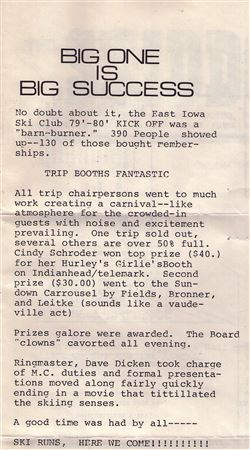 BIG ONE
IS
BIG SUCCESS
No doubt about it, the East Iowa
Ski Club 79'-80' KICK OFF was a
"barn-burner." 390 People showed
up--130 of those bought member-
ships.
TRIP BOOTHS FANTASTIC
All trip chairpersons went to much
work creating a carnival--like
atmosphere for the crowded-in
guests with noise and excitement
prevailing. One trip sold out,
several others are over 50% full.
Cindy Schroder won top prize ($40.)
for her Hurley's Girlie'sBooth
on Indianhead/telemark. Second
prize ($30.00) went to the Sun-
down Carrousel by Fields, Bronner,
and Leitke (sounds like a vaude-
ville act)
Prizes galore were awarded. The Board
"clowns" cavorted all evening.
Ringmaster, Dave Dicken took charge
of M.C. duties and formal presenta-
tions moved along fairly quickly
ending in a movie that tittillated
the skiing senses.
A good time was had by all-----
SKI RUNS, HERE WE COME!!!!!!!!!!